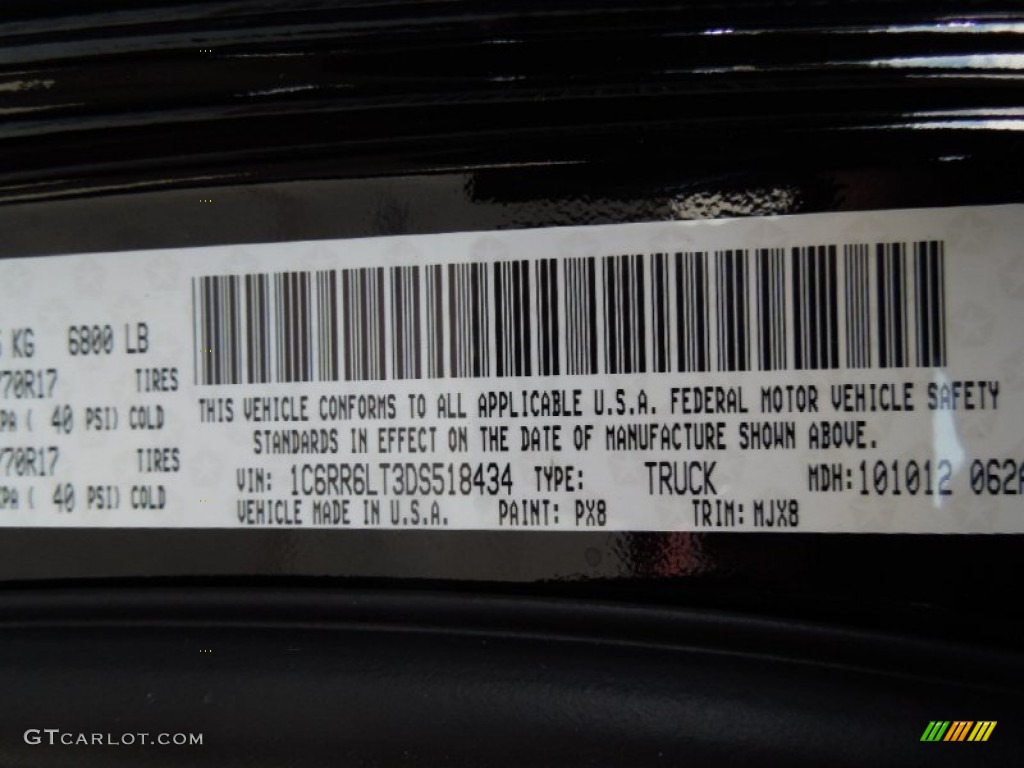 KG 6800 LB
70R17 TIRES
PA ( 40 PSI) COLD
70R17 TIRES
PA ( 40 PSI) COLD
THIS VEHICLE CONFORMS TO ALL APPLICABLE U.S.A. FEDERAL MOTOR VEHICLE SAFETY
STANDARDS IN EFFECT ON THE DATE OF MANUFACTURE SHOWN ABOVE.
VIN: 1C6RR6LT3DS518434 TYPE: TRUCK MDH: 101012 062
VEHICLE MADE IN U.S.A. PAINT: PX8 TRIM: MJX8
GTCARLOT.COM